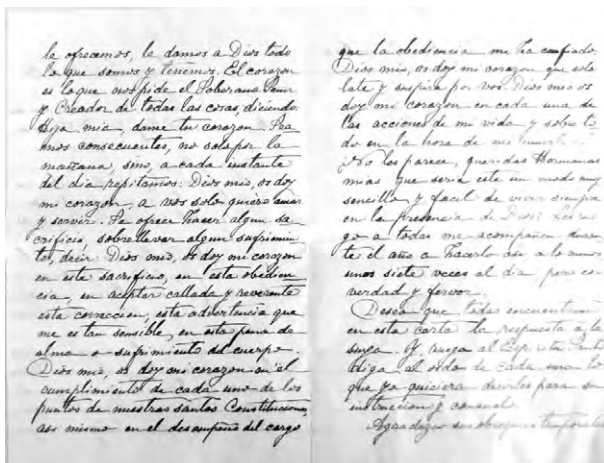 le ofrecemos, le damos a Dios todo
lo que somos y tenemos. El corazon
es lo que nos pide el Soberano Señor
y Creador de todas las cosas, diciendo:
Hija mia, dame tu corazon. Sea
mos consecuentes, no solo por la
mañana, sino, a cada instante
del dia repitamos: Dios mio, os doy
mi corazon, a vos solo quiero amar
y servir. Se ofrece hacer algun sa
crificio, sobrellevar algun sufrimien
to, decir: Dios mio, os doy mi corazon
en este sacrificio, en esta obedien
cia, en aceptar callada y reverente
esta correccion, esta advertencia que
me es tan sensible, en esta pena de
alma o sufrimiento de cuerpo.
Dios mio, os doy mi corazon en el
cumplimiento de cada uno de los
puntos de nuestras santas Constituciones
asi mismo en el desempeño del cargo
que la obediencia me ha confiado
Dios mio, os doy mi corazon que solo
late y suspira por vos. Dios mio os
doy mi corazon en cada una de
las acciones de mi vida y sobre to
do en la hora de mi muerte.
¿No les parece, queridas Hermanas
mias que seria este un modo muy
sencillo y facil de vivir siempre
en la presencia de Dios? Les rue
go a todas me acompañen duran
te el año a hacerlo asi a lo menos
unas siete veces al dia pero co
verdad y fervor.
Deseo que todas encuentren
en esta carta la respuesta a la
suya. Y, ruego al Espiritu Santo
diga al oido de cada una lo
que yo quisiera decirles para su
instruccion y consuelo.
Agradezco sus obsequios temporales